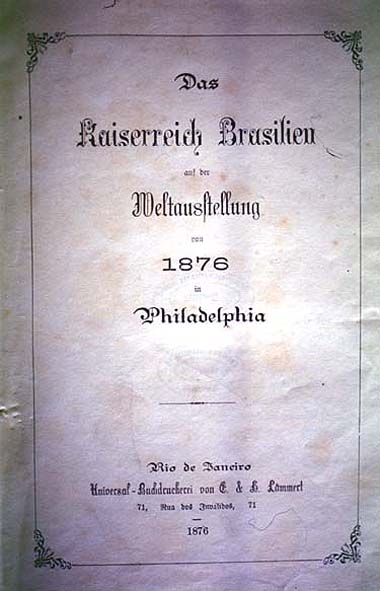 Das
Kaiserreich Brasilien
auf der
Weltausstellung
von
1876
in
Philadelphia
Rio de Janeiro
Universal-Buchdruckerei von E. & H. Lämmert
71, Rua dos Invalidos, 71
1876